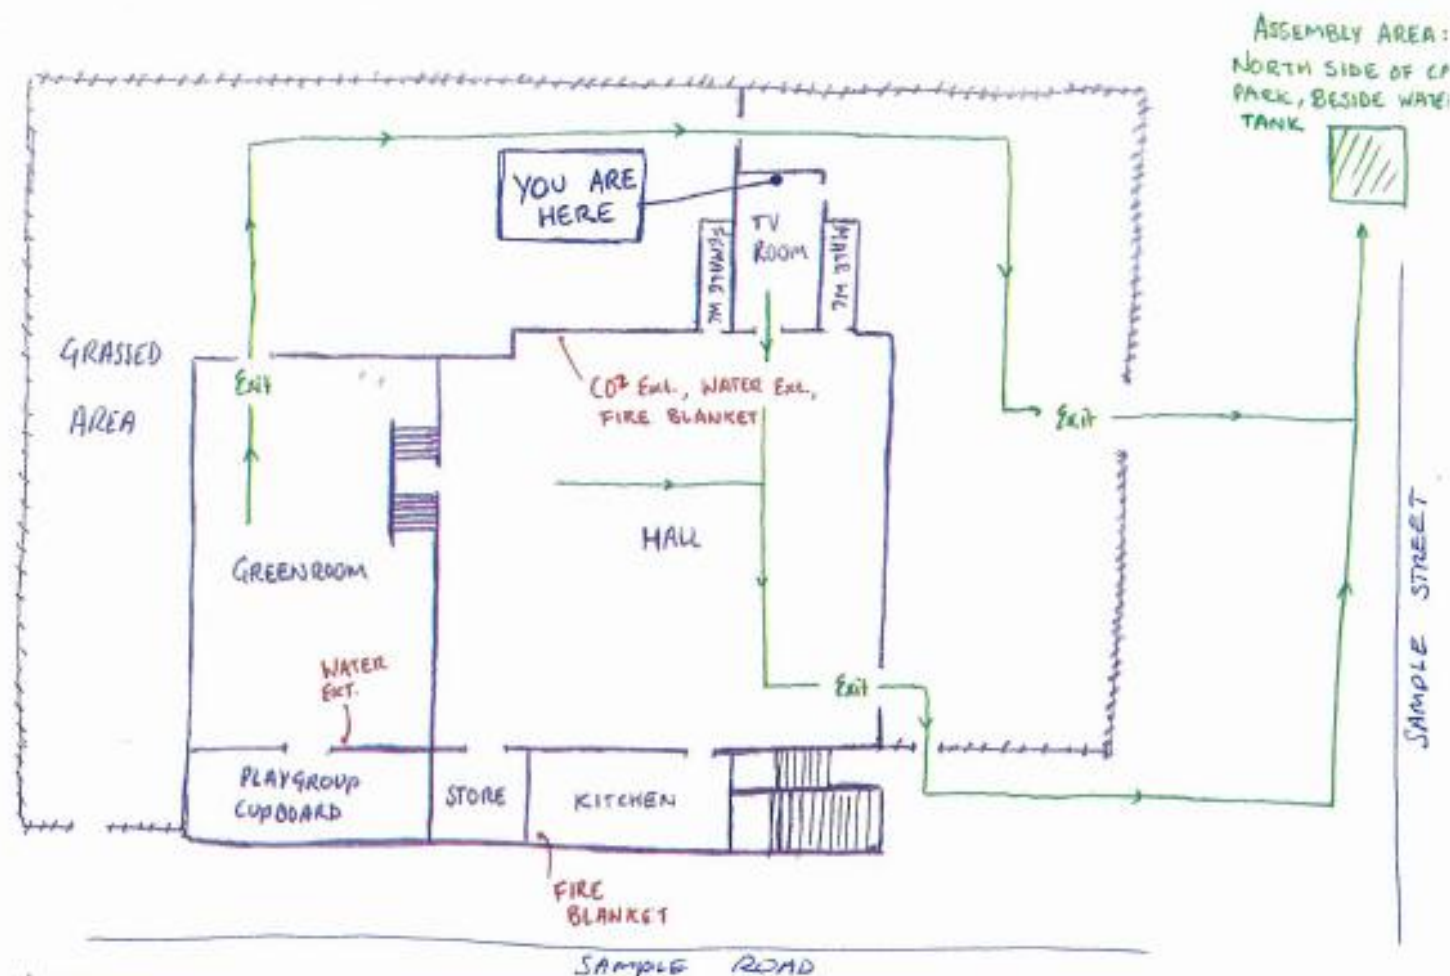 ASSEMBLY AREA:
NORTH SIDE OF
PARK, BESIDE
TANK
YOU ARE
HERE
TV
ROOM
FEMALE WC
MALE WC
GRASSED
AREA
Exit
CO2 Ext., WATER Ext.,
FIRE BLANKET
Exit
HALL
GREENROOM
SAMPLE STREET
WATER
EXT.
Exit
PLAYGROUP
CUPBOARD
STORE
KITCHEN
FIRE
BLANKET
SAMPLE ROAD